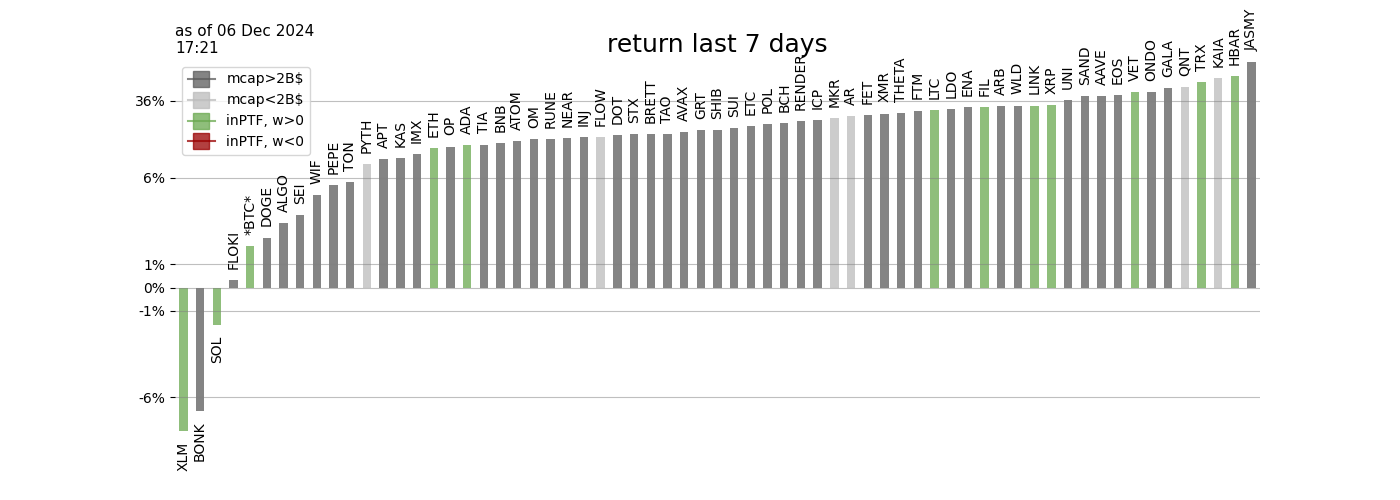 as of 06 Dec 2024
17:21
return last 7 days
mcap>2B$
mcap<2B$
inPTF, w>0
inPTF, w<0
36%
6%
1%
0%
-1%
-6%
XLM
BONK
SOL
FLOKI
*BTC*
DOGE
ALGO
SEI
WIF
PEPE
TON
PYTH
APT
KAS
IMX
ETH
OP
ADA
TIA
BNB
ATOM
OM
RUNE
NEAR
INJ
FLOW
DOT
STX
BRETT
TAO
AVAX
GRT
SHIB
SUI
ETC
POL
BCH
RENDER
ICP
MKR
AR
FET
XMR
THETA
FTM
LTC
LDO
ENA
FIL
ARB
WLD
LINK
XRP
UNI
SAND
AAVE
EOS
VET
ONDO
GALA
QNT
TRX
KAIA
HBAR
JASMY